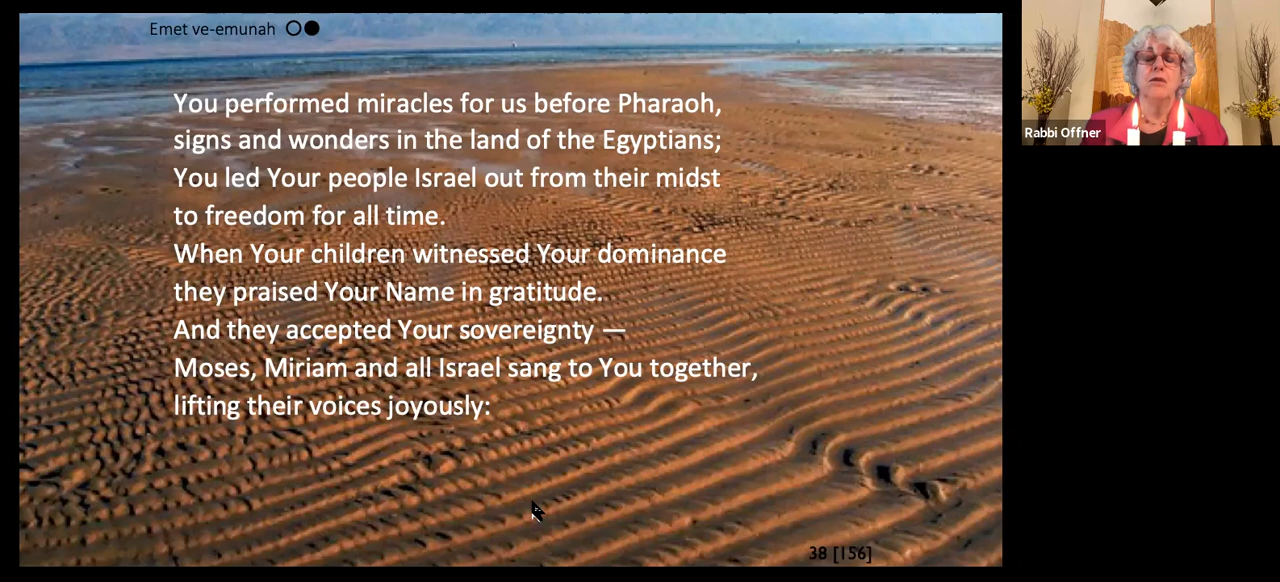 Emet ve-emunah
You performed miracles for us before Pharaoh,
signs and wonders in the land of the Egyptians;
You led Your people Israel out from their midst
to freedom for all time.
When Your children witnessed Your dominance
they praised Your Name in gratitude.
And they accepted Your sovereignty —
Moses, Miriam and all Israel sang to You together,
lifting their voices joyously:
38 [156]
Rabbi Offner